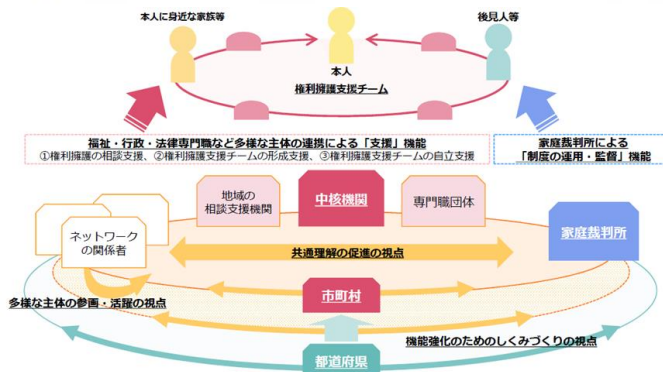 本人に身近な家族等
後見人等
本人
権利擁護支援チーム
福祉・行政・法律専門職など多様な主体の連携による「支援」機能
①権利擁護の相談支援、②権利擁護支援チームの形成支援、③権利擁護支援チームの自立支援
家庭裁判所による
「制度の運用・監督」機能
地域の
相談支援機関
中核機関
専門職団体
ネットワーク
の関係者
家庭裁判所
共通理解の促進の視点
多様な主体の参画・活躍の視点
市町村
機能強化のためのしくみづくりの視点
都道府県